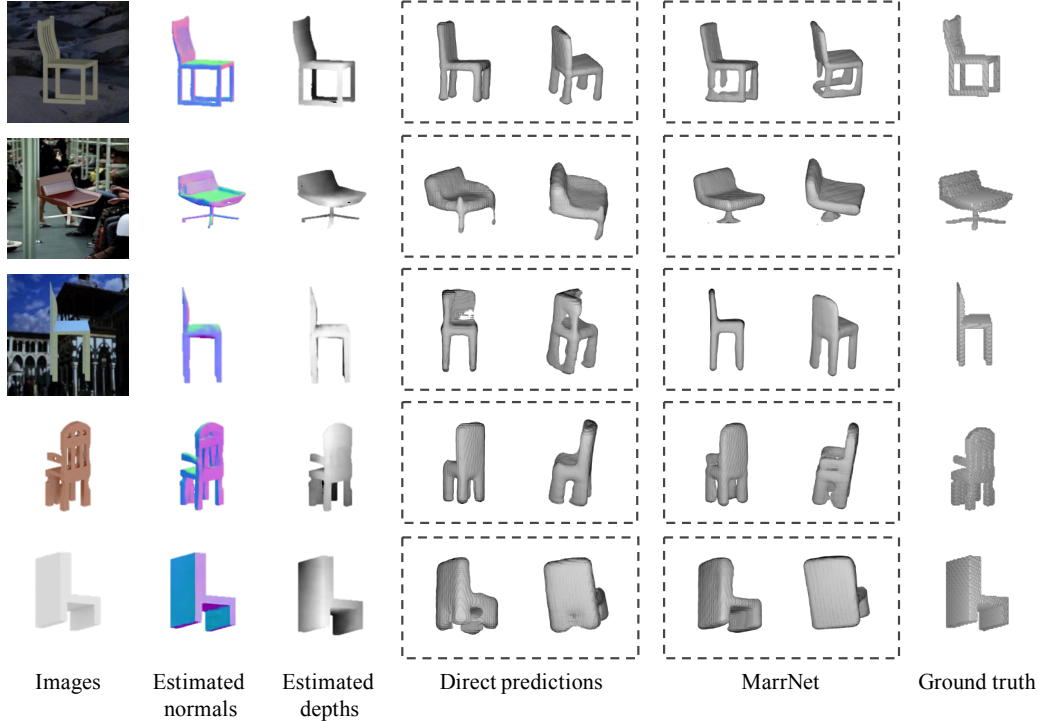 Images
Estimated
normals
Estimated
depths
Direct predictions
MarrNet
Ground truth